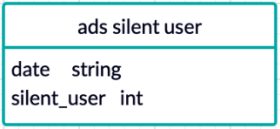 ads silent user
date string
silent_user int